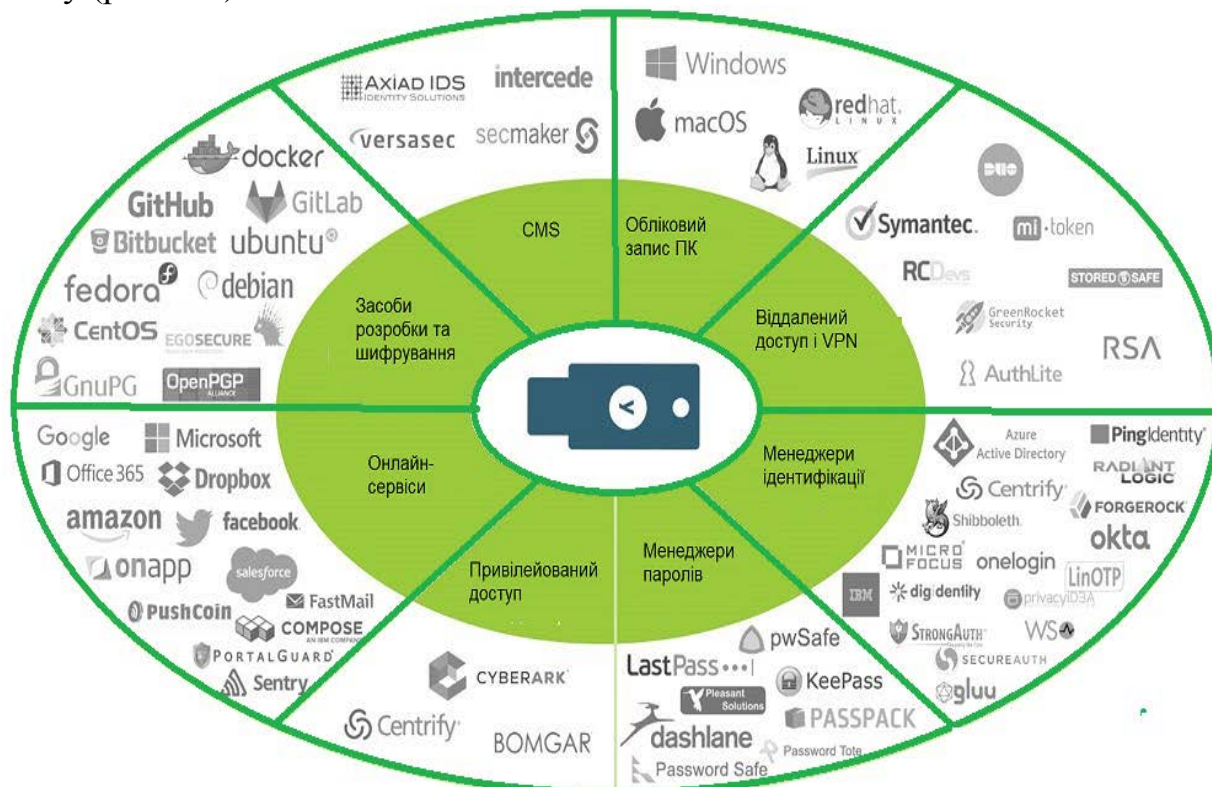 AXIAD IDS
IDENTITY SOLUTIONS
intercede
versasec
secmaker
CMS
Windows
macOS
redhat.
LINUX
Linux
Обліковий
запис ПК
DUO
Symantec.
mi-token
RCDevs
STORED SAFE
GreenRocket
Security
RSA
AuthLite
Віддалений
доступ і VPN
docker
GitHub
GitLab
Bitbucket
ubuntu®
fedora
debian
CentOS
EGOSECURE
GnuPG
OpenPGP
ALLIANCE
Засоби
розробки та
шифрування
Y
Google
Microsoft
Office 365
Dropbox
amazon
facebook.
onapp
salesforce
PushCoin
FastMail
COMPOSE
AN IBM COMPANY
PORTALGUARD®
Sentry
Онлайн-
сервіси
Привілейований
доступ
CYBERARK®
Centrify®
BOMGAR
Менеджери
паролів
pwSafe
LastPass •••|
KeePass
Pleasant
Solutions
PASSPACK
dashlane
Password Tote
Password Safe
Менеджери
ідентифікації
Azure
Active Directory
PingIdentity®
RADIANT
LOGIC
Centrify®
Shibboleth.
FORGEROCK®
okta
MICRO
FOCUS
onelogin
LinOTP
IBM
digidentity
privacyID3A
STRONGAUTH
WSO
SECUREAUTH
gluu